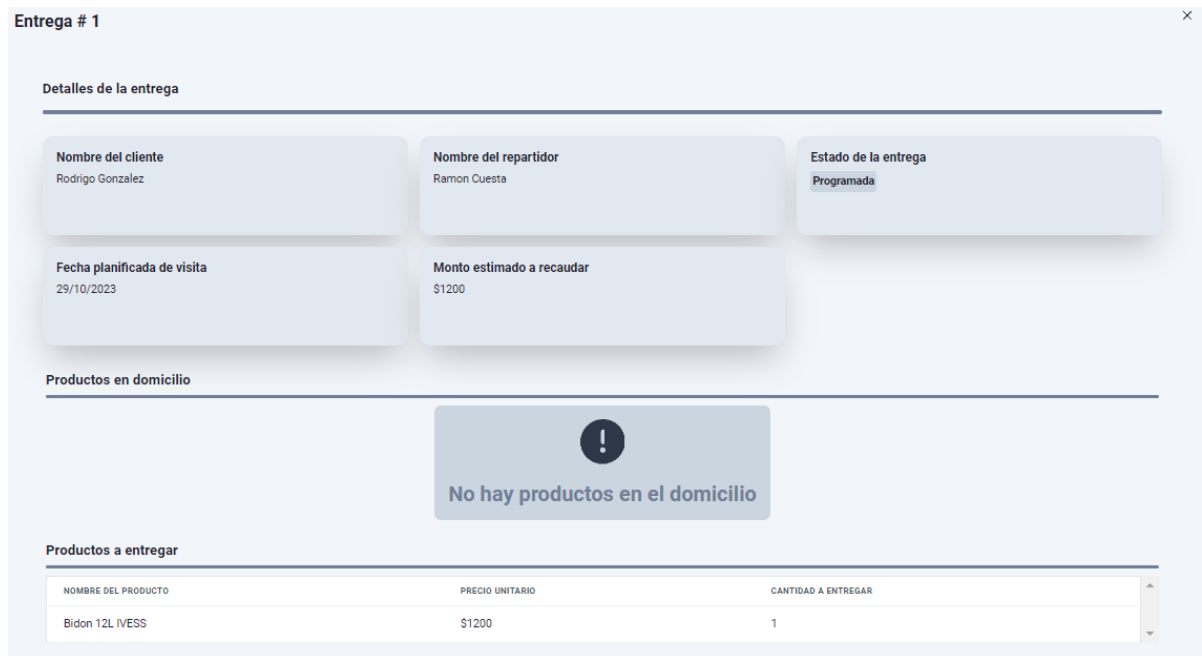 Entrega # 1
Detalles de la entrega
Nombre del cliente
Rodrigo Gonzalez
Nombre del repartidor
Ramon Cuesta
Estado de la entrega
Programada
Fecha planificada de visita
29/10/2023
Monto estimado a recaudar
$1200
Productos en domicilio
No hay productos en el domicilio
Productos a entregar
NOMBRE DEL PRODUCTO PRECIO UNITARIO CANTIDAD A ENTREGAR
Bidon 12L IVESS $1200 1